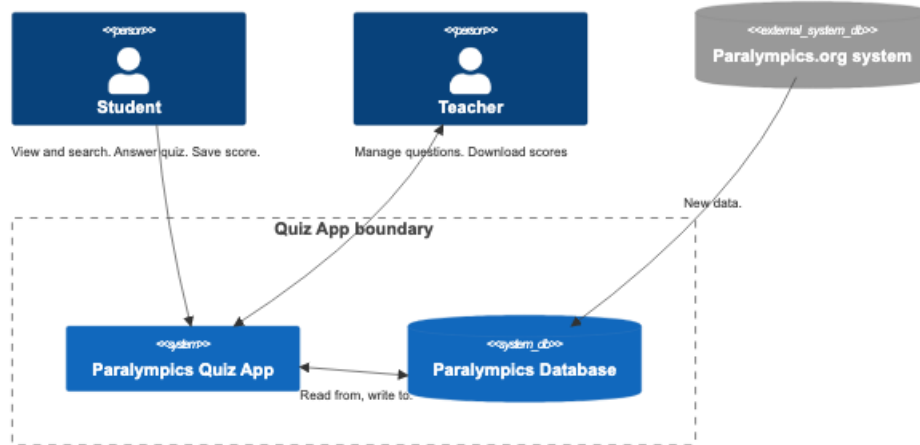 <<person>>
Student
<<person>>
Teacher
<<external_system_db>>
Paralympics.org system
View and search. Answer quiz. Save score.
Manage questions. Download scores
New data.
Quiz App boundary
<<system>>
Paralympics Quiz App
<<system_db>>
Paralympics Database
Read from, write to.